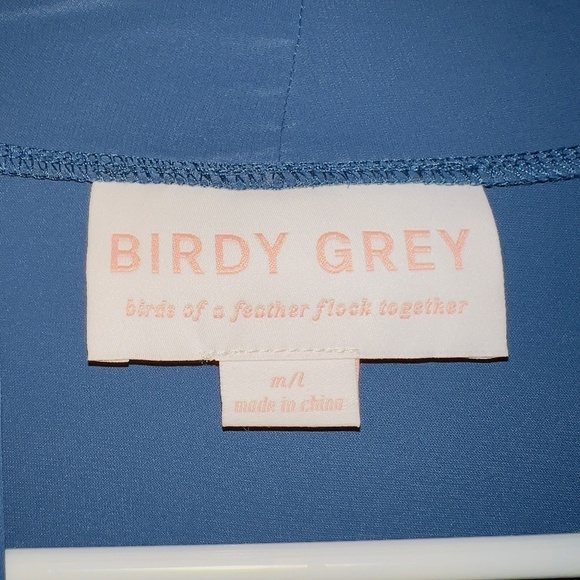 BIRDY GREY
birds of a feather flock together
m/l
made in china